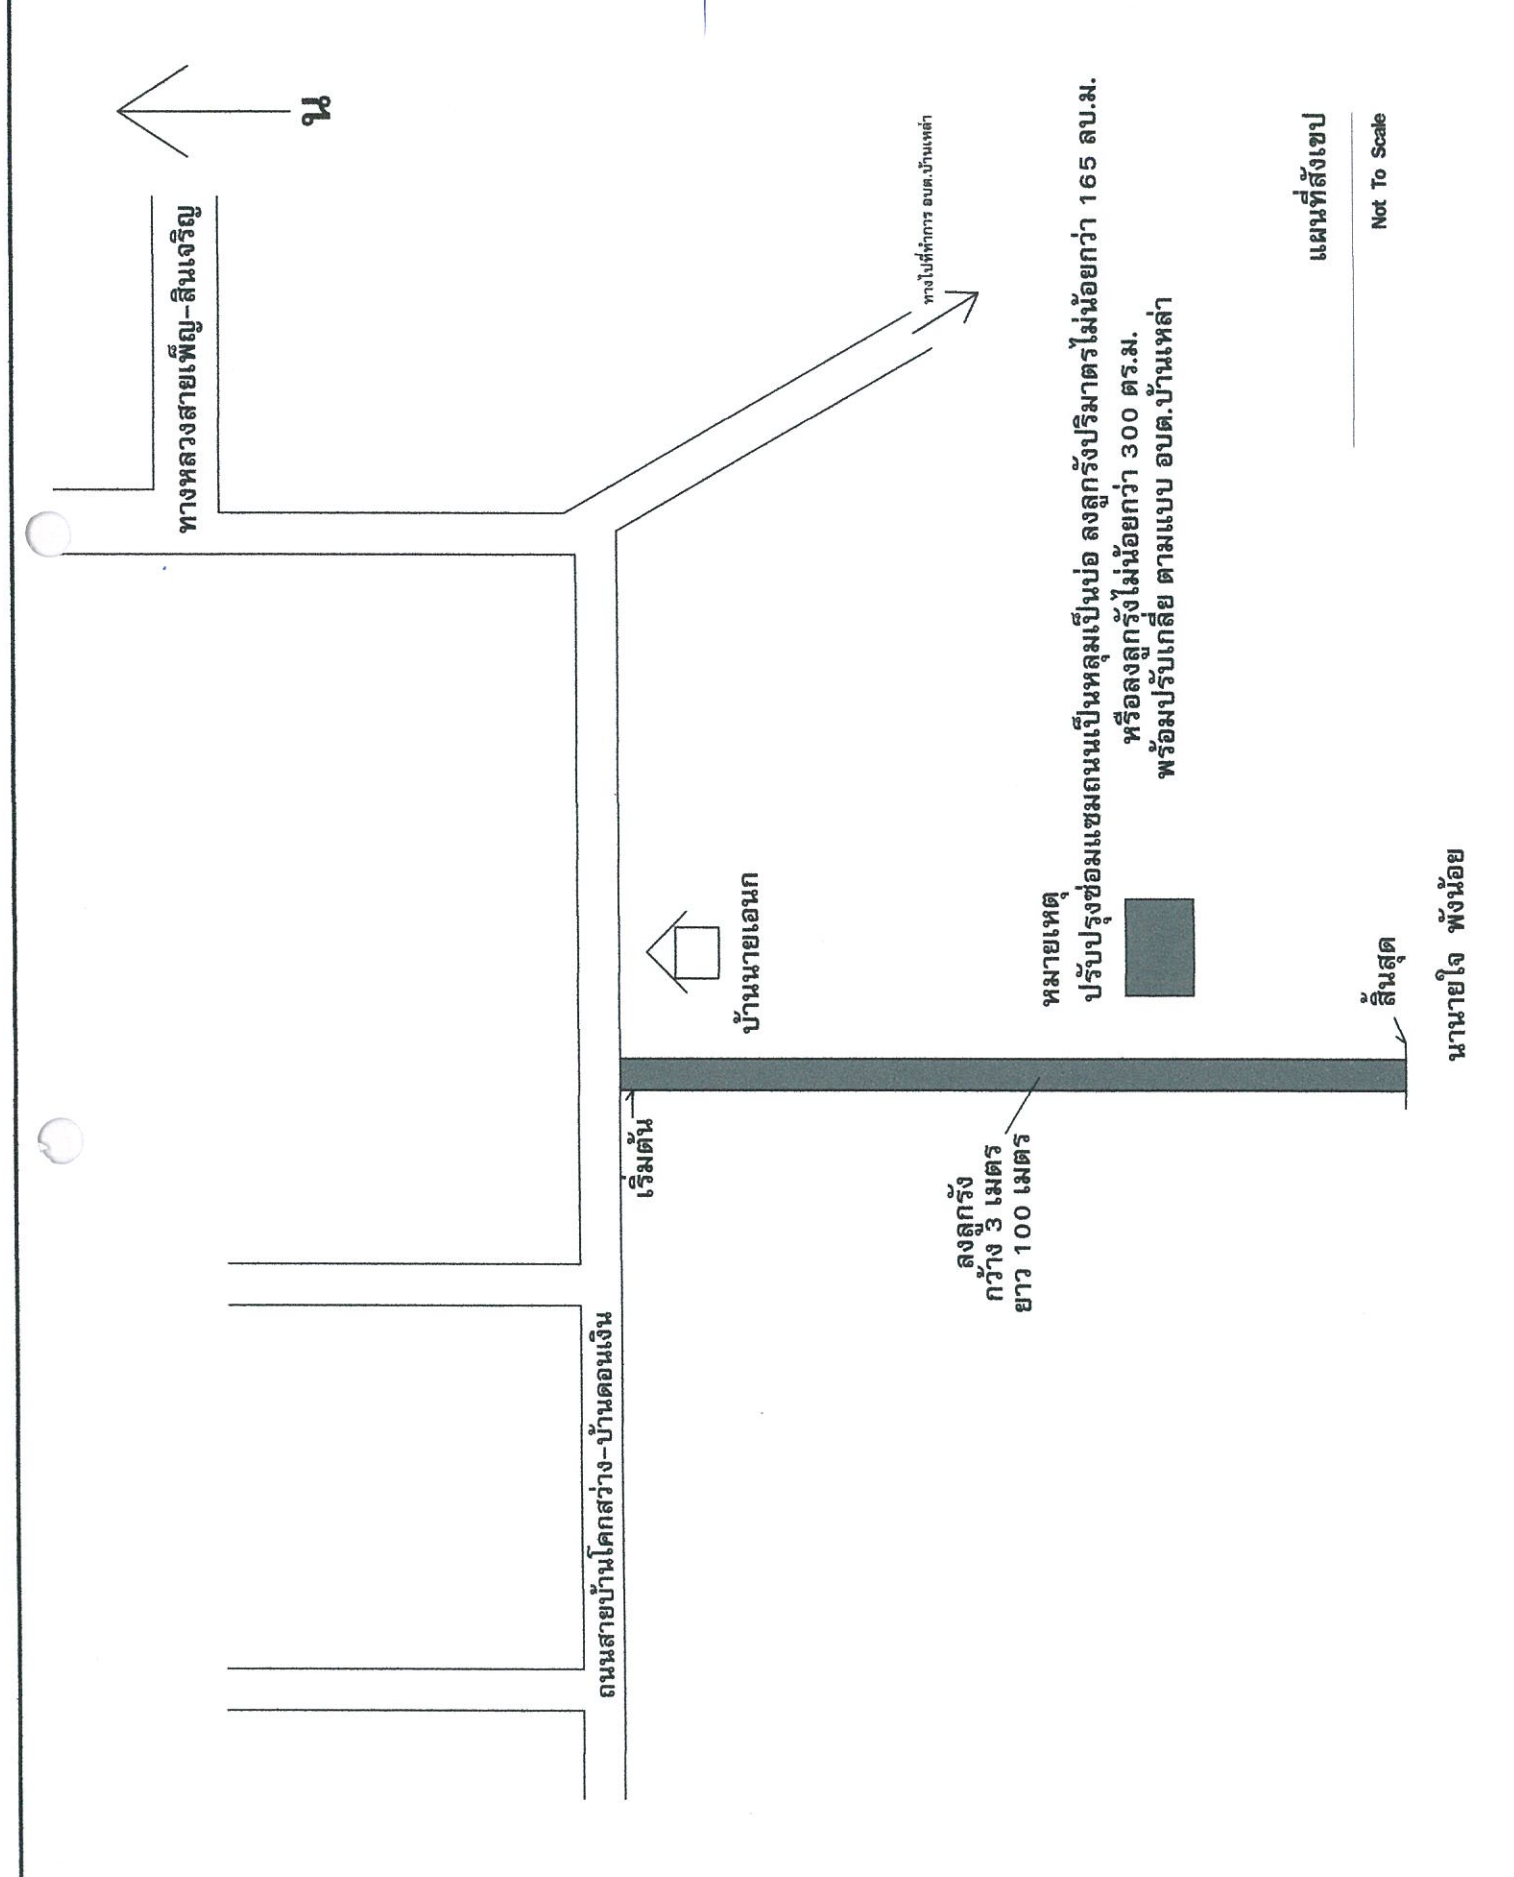 น
ทางหลวงสายเพ็ญ-สินเจริญ
ทางไปที่ทำการ อบต.บ้านเหล่า
ถนนสายบ้านโคกสว่าง-บ้านดอนเงิน
เริ่มต้น
บ้านนายเอนก
ลงลูกรัง
กว้าง 3 เมตร
ยาว 100 เมตร
หมายเหตุ
ปรับปรุงซ่อมแซมถนนเป็นหลุมเป็นบ่อ ลงลูกรังปริมาตรไม่น้อยกว่า 165 ลบ.ม.
หรือลงลูกรังไม่น้อยกว่า 300 ตร.ม.
พร้อมปรับเกลี่ย ตามแบบ อบต.บ้านเหล่า
สิ้นสุด
นานายใจ พังน้อย
แผนที่สังเขป
Not To Scale